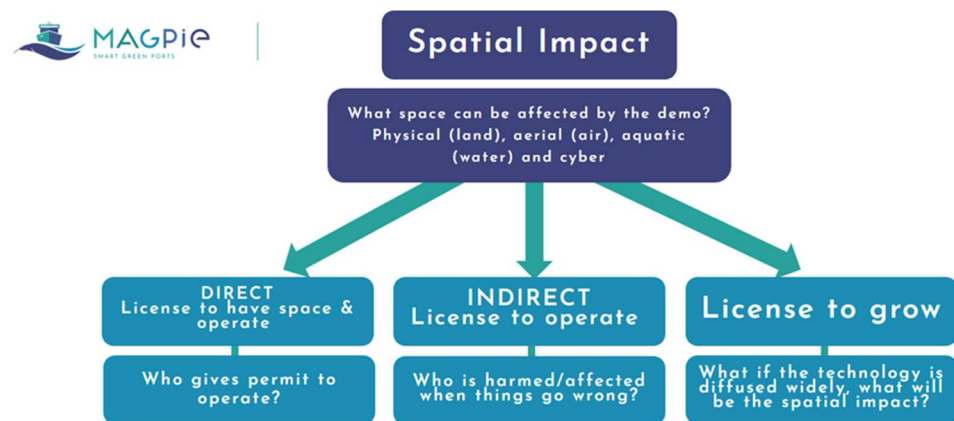 MAGPiE
SMART GREEN PORTS
Spatial Impact
What space can be affected by the demo?
Physical (land), aerial (air), aquatic
(water) and cyber
DIRECT
License to have space &
operate
Who gives permit to
operate?
INDIRECT
License to operate
Who is harmed/affected
when things go wrong?
License to grow
What if the technology is
diffused widely, what will
be the spatial impact?